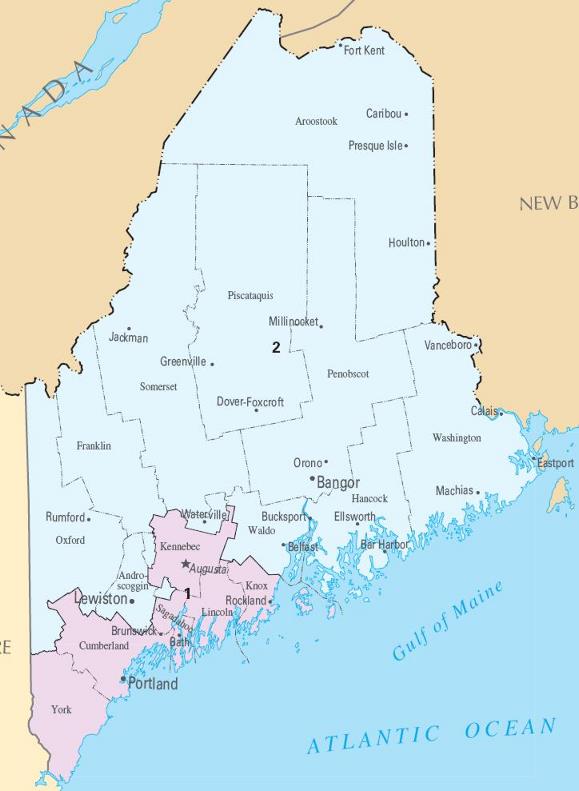 NADA
Fort Kent
Caribou
Aroostook
Presque Isle
NEW B
Houlton
Piscataquis
Millinocket
Jackman
2
Vanceboro
Greenville
Penobscot
Somerset
Dover-Foxcroft
Calais
Washington
Franklin
Orono
Eastport
Bangor
Machias
Hancock
Rumford
Waterville
Bucksport
Ellsworth
Waldo
Oxford
Kennebec
Belfast
Bar Harbor
Augusta
Andro-
scoggin
Knox
Lewiston
1
Rockland
Sagadahoc
Lincoln
Brunswick
Bath
Cumberland
RE
Gulf of Maine
Portland
York
ATLANTIC OCEAN